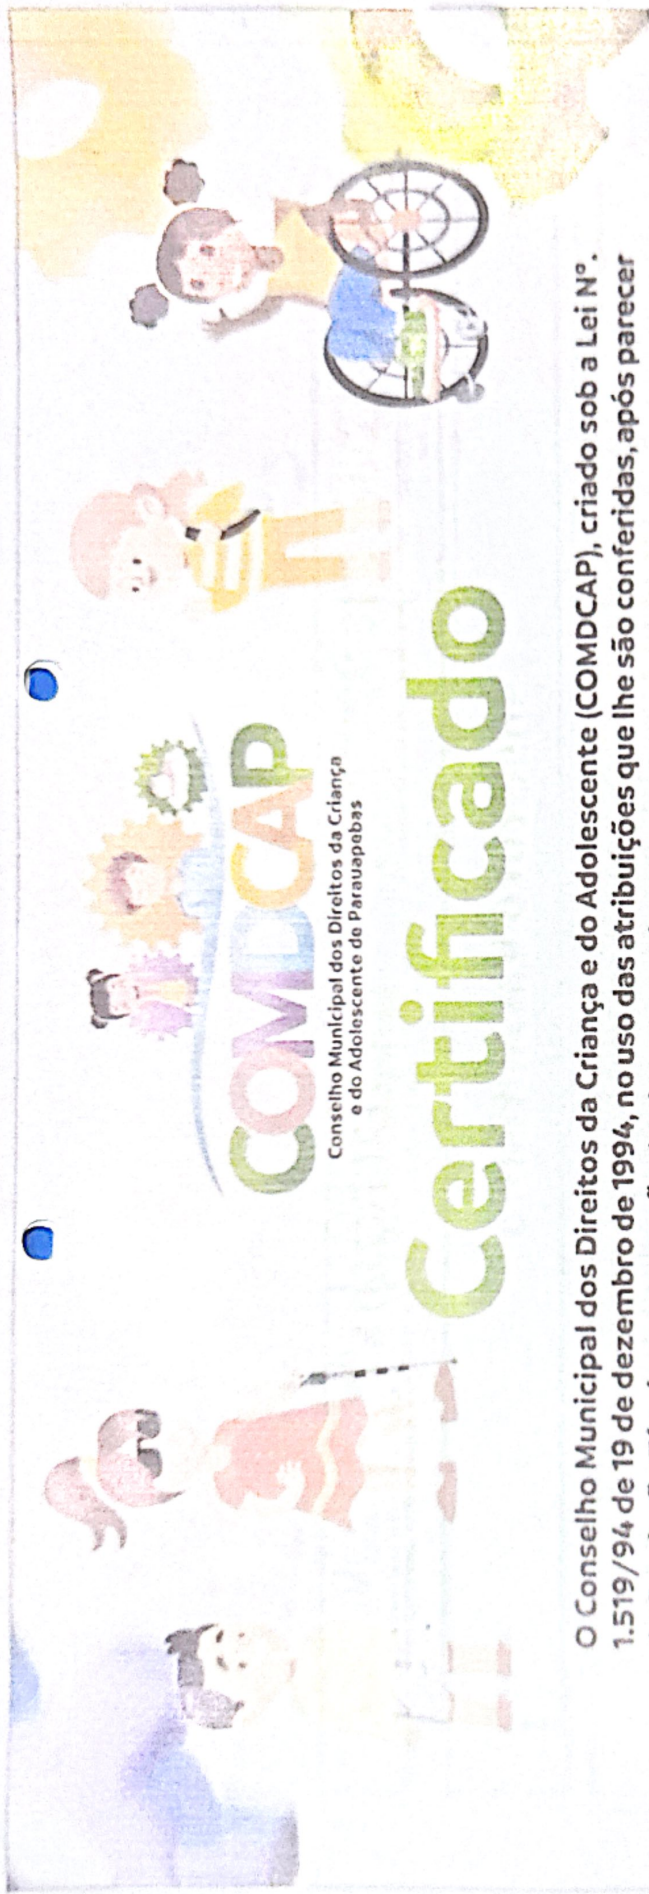 COMDCAP
Conselho Municipal dos Direitos da Criança
e do Adolescente de Parauapebas
Certificado
O Conselho Municipal dos Direitos da Criança e do Adolescente (COMDCAP), criado sob a Lei Nº.
1.519/94 de 19 de dezembro de 1994, no uso das atribuições que lhe são conferidas, após parecer